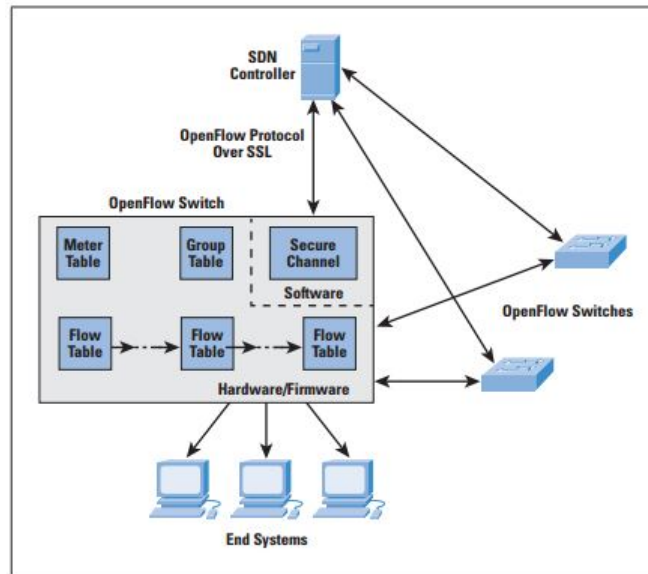 SDN
Controller
OpenFlow Protocol
Over SSL
OpenFlow Switch
Meter
Table
Group
Table
Secure
Channel
Software
OpenFlow Switches
Flow
Table
Flow
Table
Flow
Table
Hardware/Firmware
End Systems